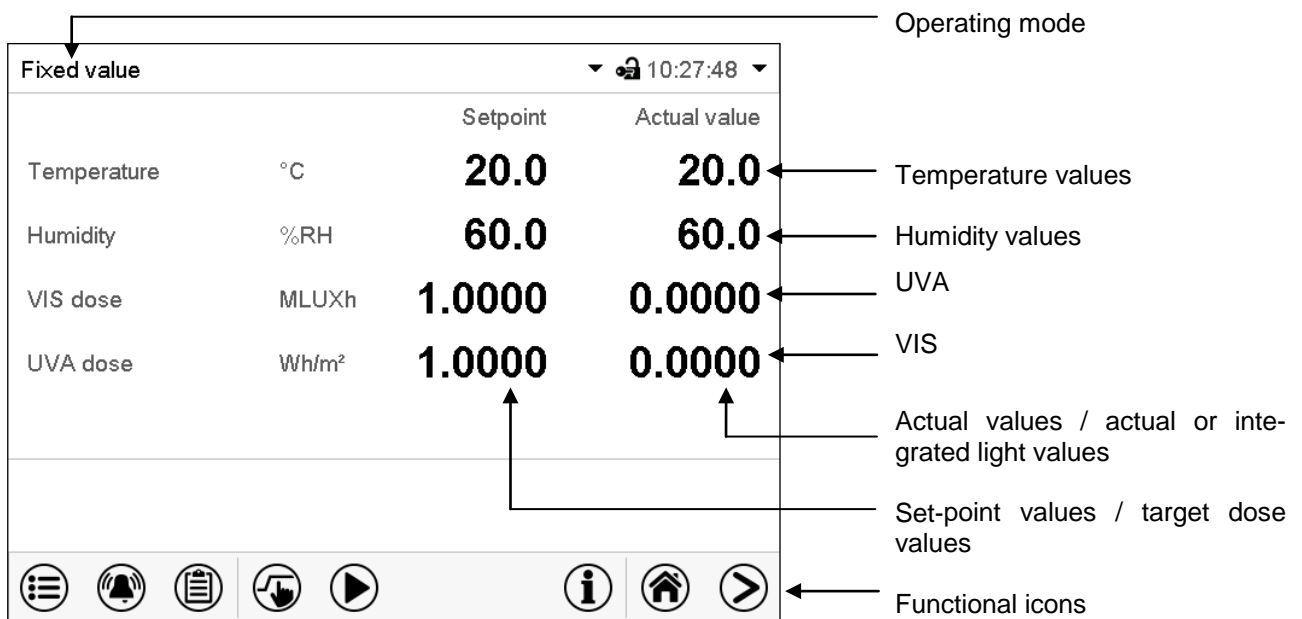 Operating mode
Fixed value 10:27:48
Setpoint Actual value
Temperature °C 20.0 20.0 Temperature values
Humidity %RH 60.0 60.0 Humidity values
UVA
VIS dose MLUXh 1.0000 0.0000
VIS
UVA dose Wh/m² 1.0000 0.0000
Actual values / actual or inte-
grated light values
Set-point values / target dose
values
Functional icons